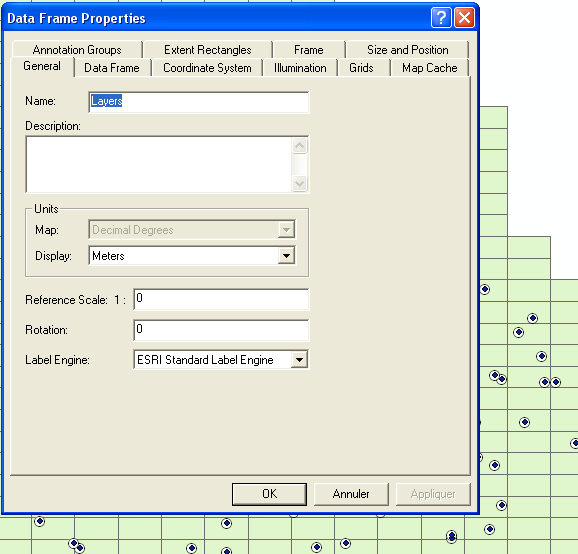 Data Frame Properties
Annotation Groups Extent Rectangles Frame Size and Position
General Data Frame Coordinate System Illumination Grids Map Cache
Name: Layers
Description:
Units
Map: Decimal Degrees
Display: Meters
Reference Scale: 1 : 0
Rotation: 0
Label Engine: ESRI Standard Label Engine
OK Annuler Appliquer